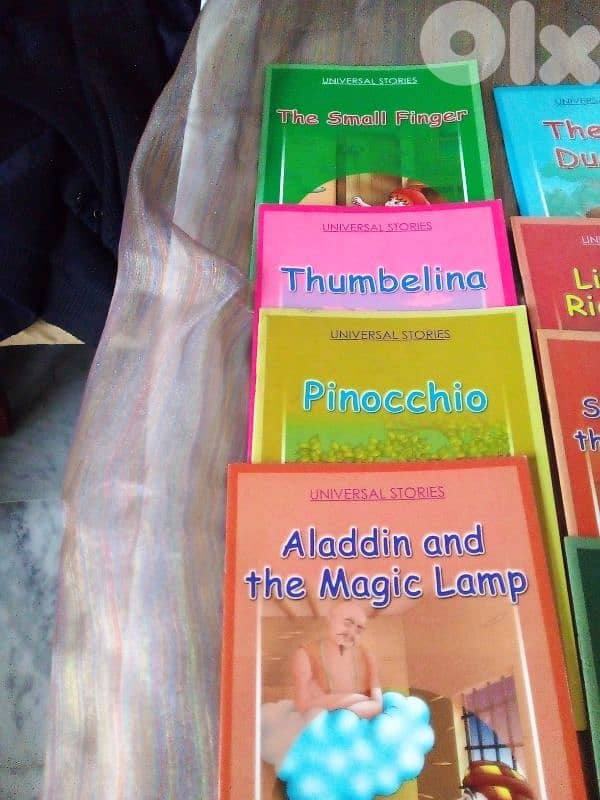 Olx
UNIVERSAL STORIES
The Small Finger
UNIVERSAL STORIES
Thumbelina
UNIVERSAL STORIES
Pinocchio
UNIVERSAL STORIES
Aladdin and
the Magic Lamp
The